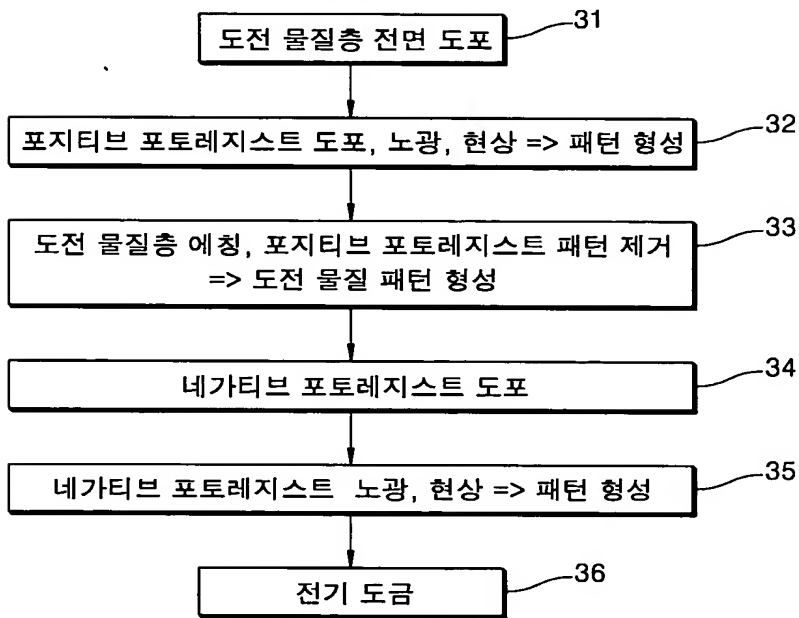 도전 물질층 전면 도포
31
포지티브 포토레지스트 도포, 노광, 현상 => 패턴 형성
32
도전 물질층 에칭, 포지티브 포토레지스트 패턴 제거
=> 도전 물질 패턴 형성
33
네가티브 포토레지스트 도포
34
네가티브 포토레지스트 노광, 현상 => 패턴 형성
35
전기 도금
36